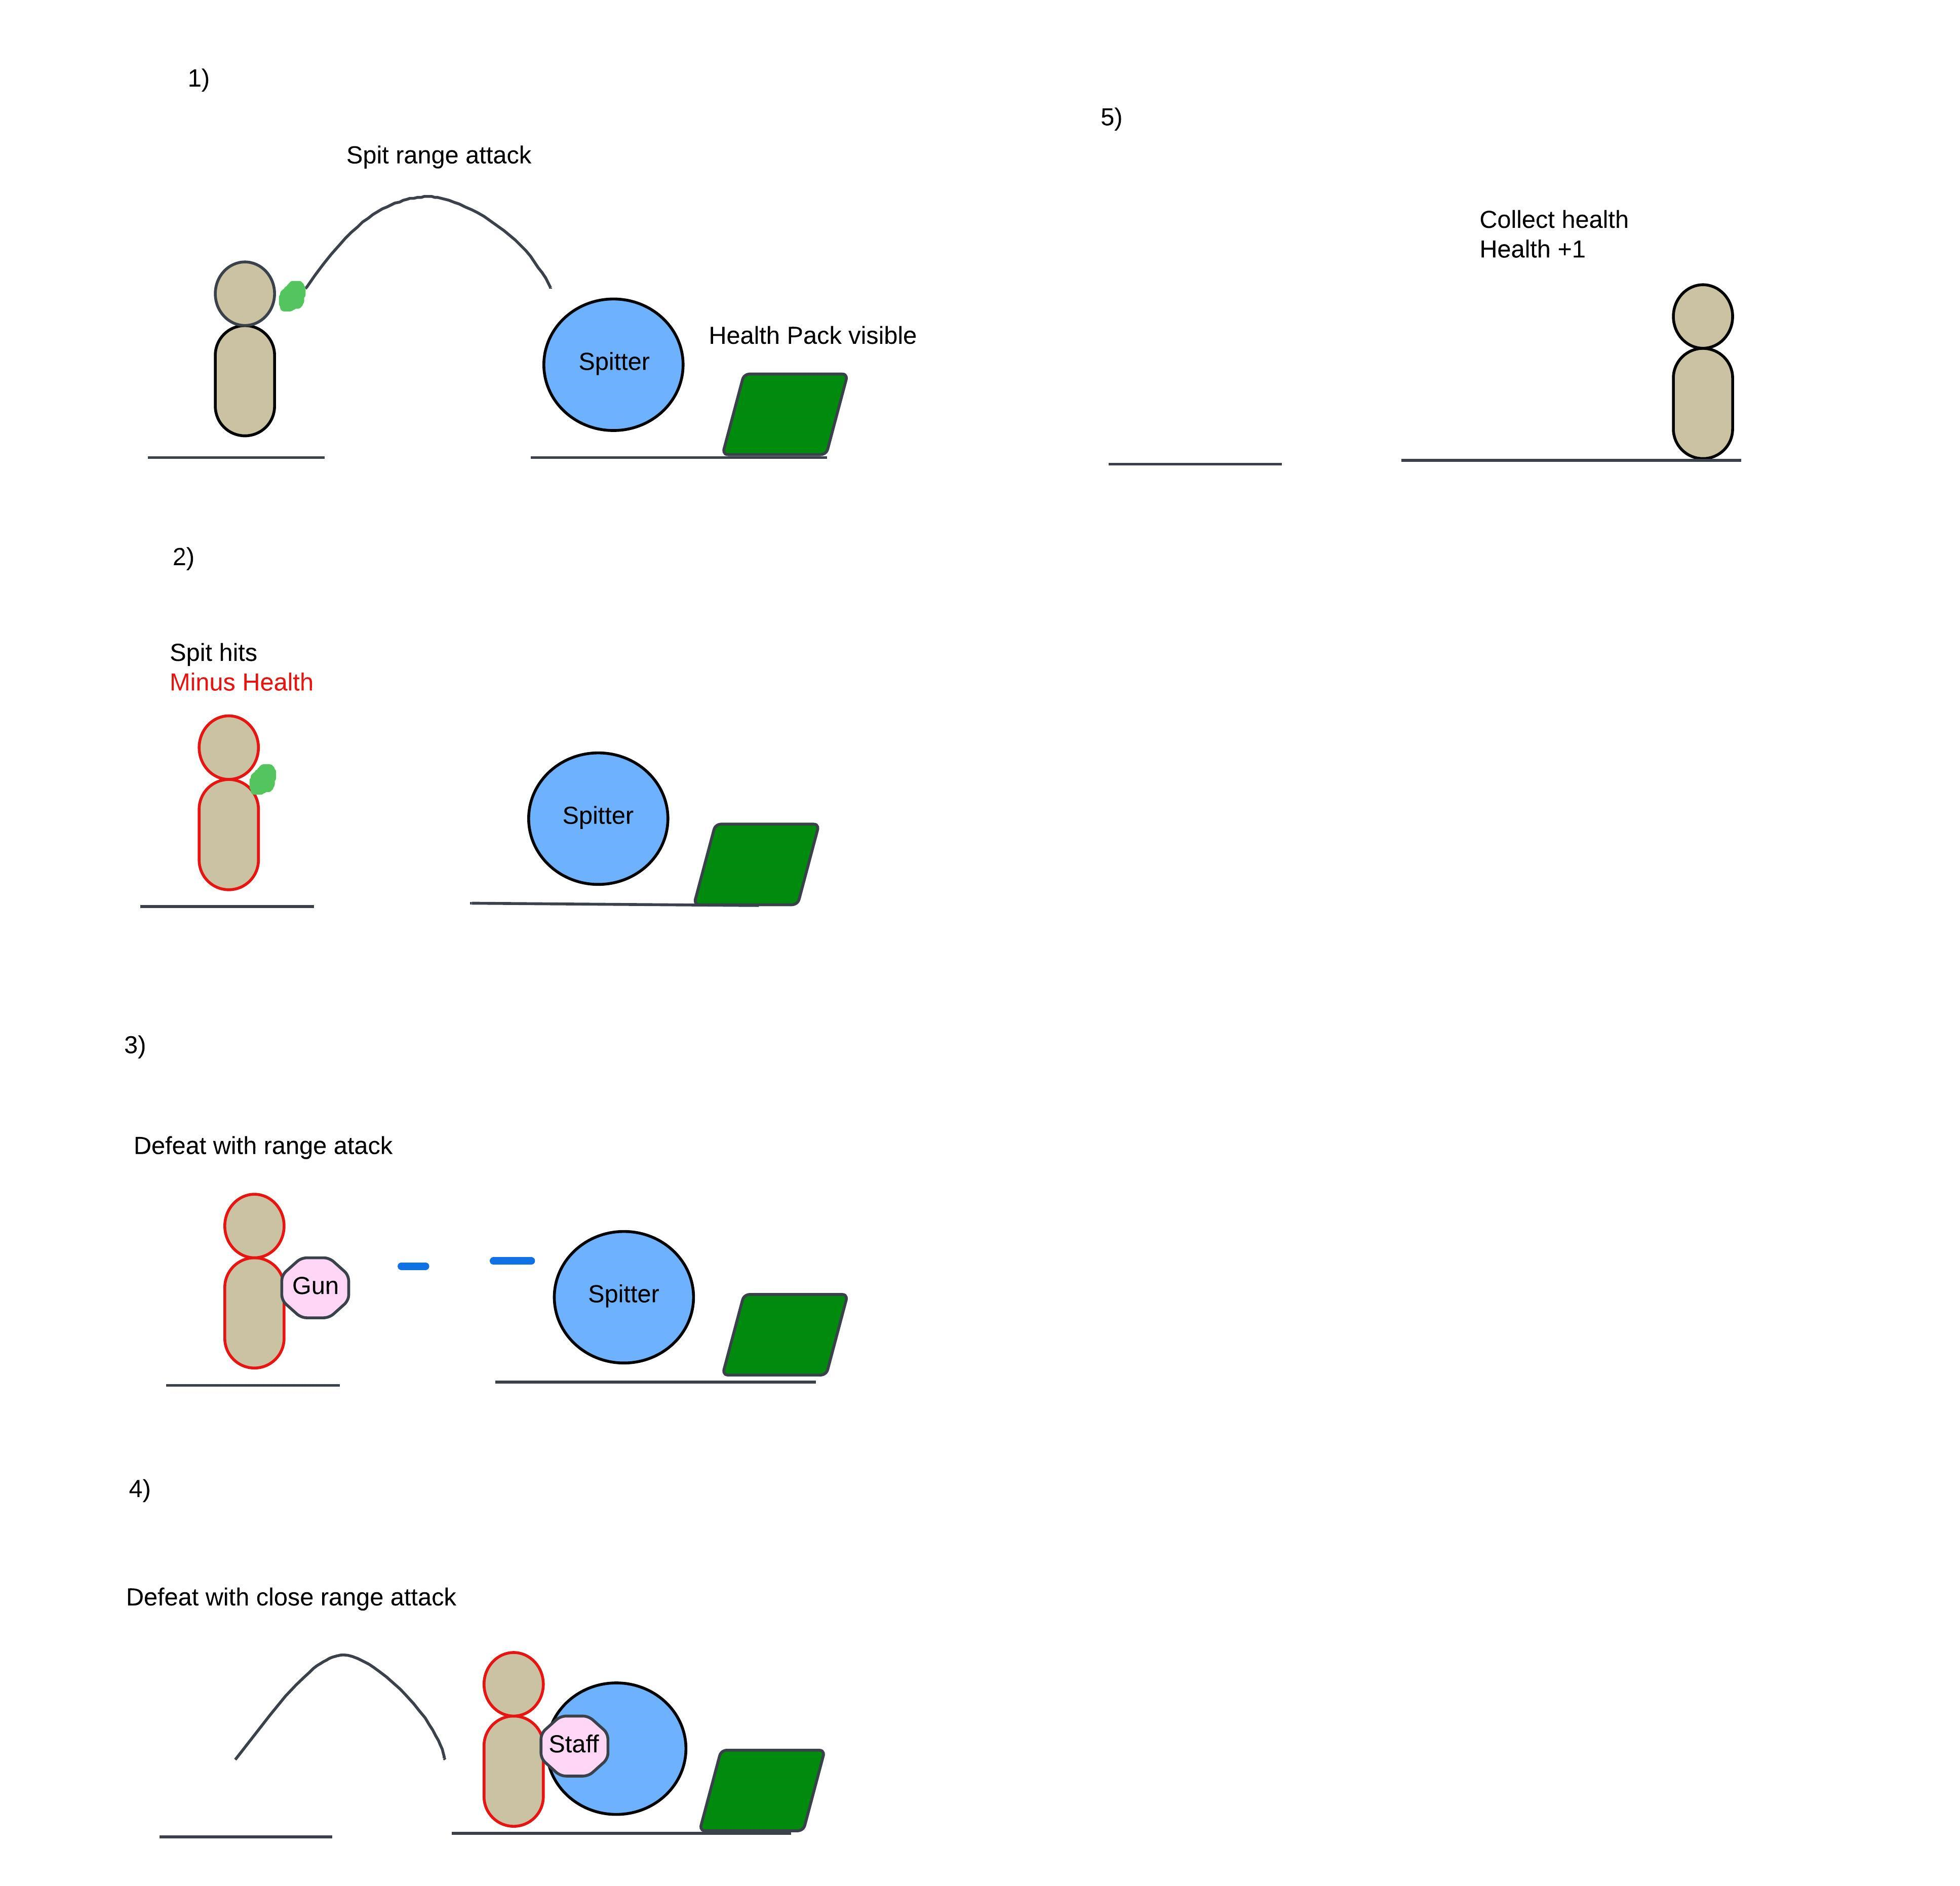 1)
Spit range attack
Spitter
Health Pack visible
2)
Spit hits
Minus Health
Spitter
3)
Defeat with range atack
Gun
Spitter
4)
Defeat with close range attack
Staff
5)
Collect health
Health +1